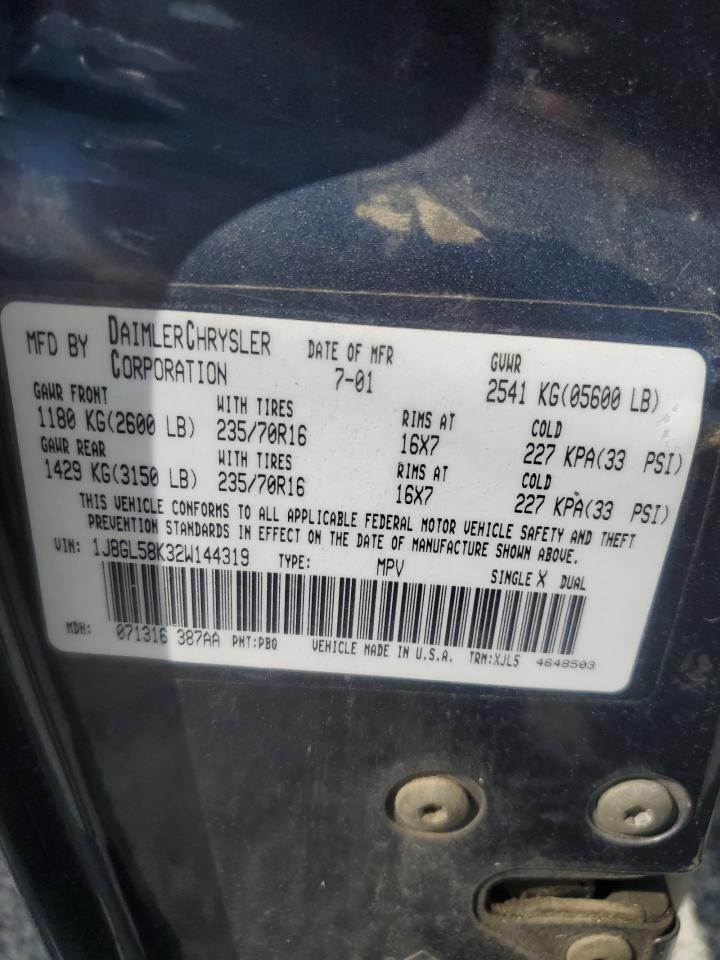 MFD BY DAIMLERCHRYSLER CORPORATION
DATE OF MFR 7-01
GVWR 2541 KG(05600 LB)
GAWR FRONT WITH TIRES RIMS AT COLD
1180 KG(2600 LB) 235/70R16 16X7 227 KPA(33 PSI)
GAWR REAR WITH TIRES RIMS AT COLD
1429 KG(3150 LB) 235/70R16 16X7 227 KPA(33 PSI)
THIS VEHICLE CONFORMS TO ALL APPLICABLE FEDERAL MOTOR VEHICLE SAFETY AND THEFT
PREVENTION STANDARDS IN EFFECT ON THE DATE OF MANUFACTURE SHOWN ABOVE.
VIN: 1J8GL58K32W144319 TYPE: MPV SINGLE X DUAL
MDH: 071316 387AA PNT:PBQ VEHICLE MADE IN U.S.A. TRM:XJL5 4648503